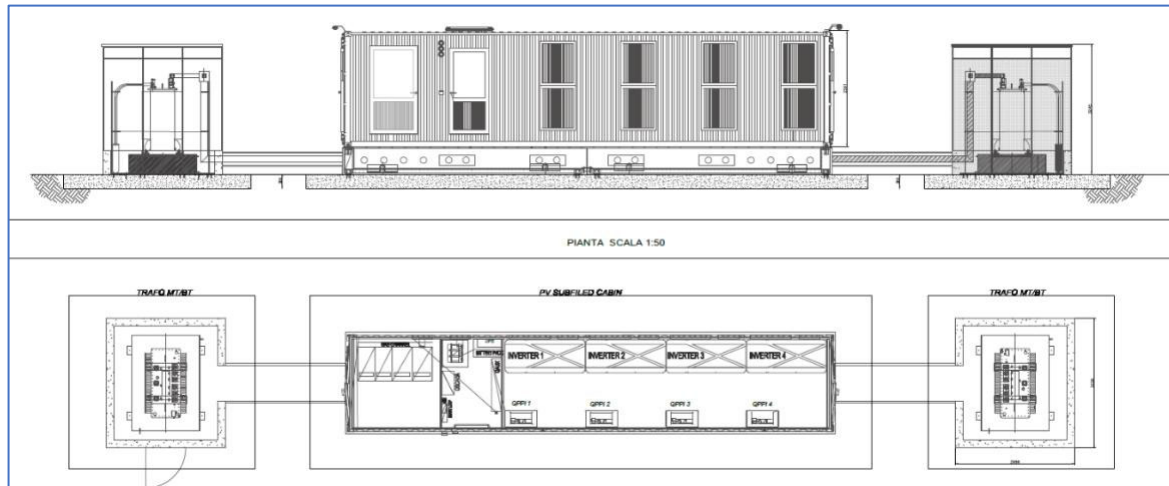 PIANTA SCALA 1:50
TRAFO MT/BT
PV SUBFILED CABIN
TRAFO MT/BT
INVERTER 1
INVERTER 2
INVERTER 3
INVERTER 4
QPPI 1
QPPI 2
QPPI 3
QPPI 4